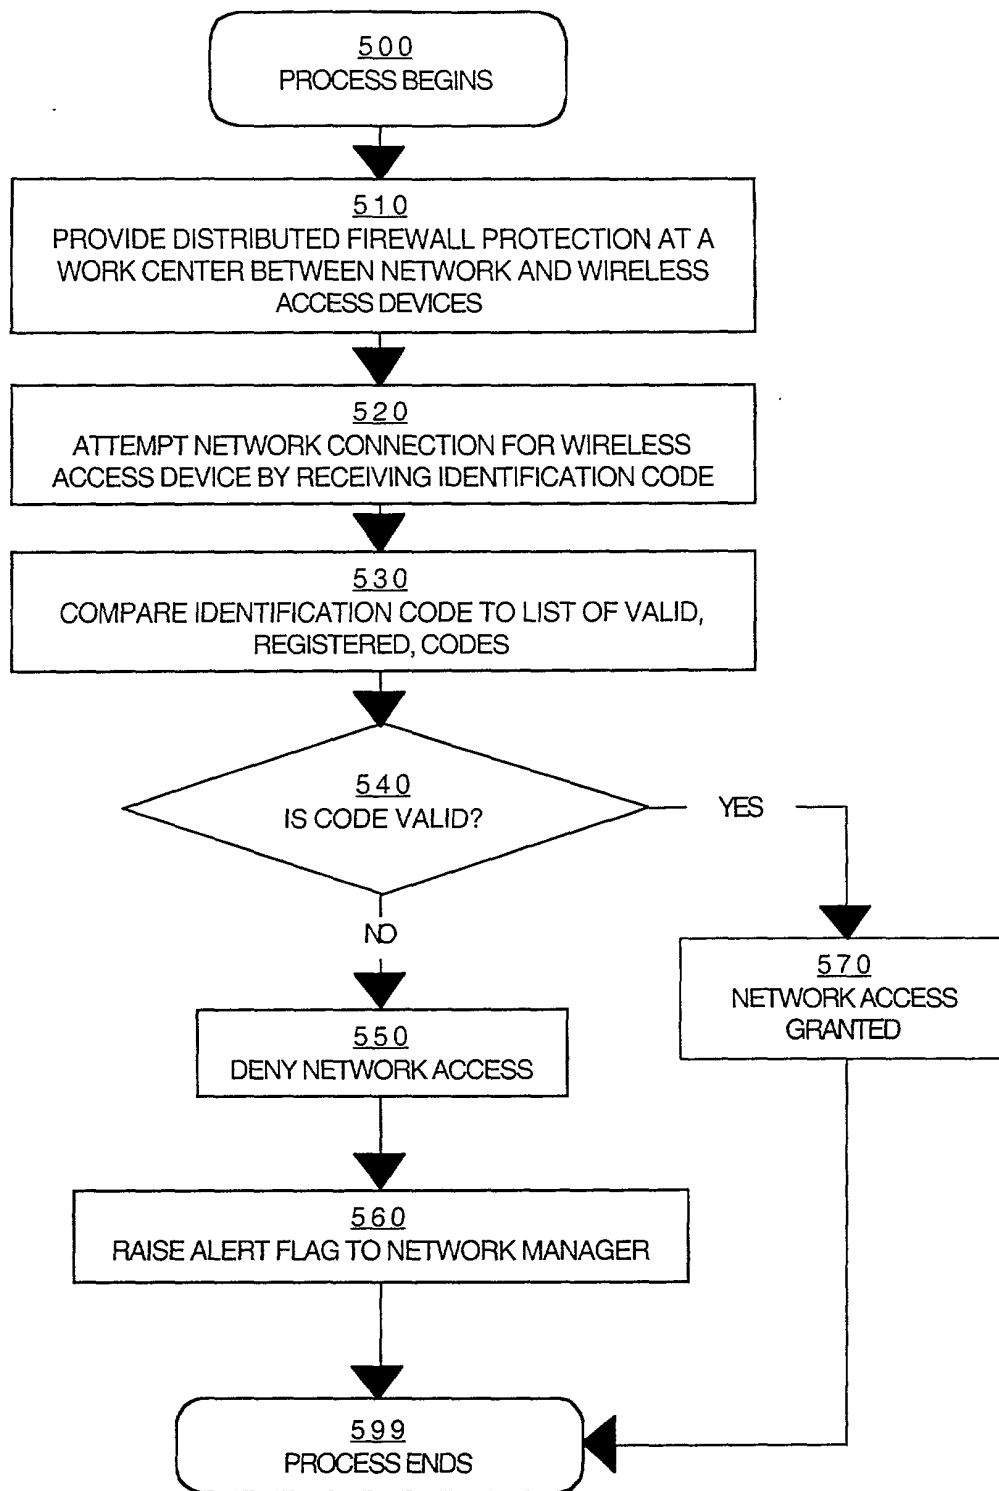 500
PROCESS BEGINS
510
PROVIDE DISTRIBUTED FIREWALL PROTECTION AT A
WORK CENTER BETWEEN NETWORK AND WIRELESS
ACCESS DEVICES
520
ATTEMPT NETWORK CONNECTION FOR WIRELESS
ACCESS DEVICE BY RECEIVING IDENTIFICATION CODE
530
COMPARE IDENTIFICATION CODE TO LIST OF VALID,
REGISTERED, CODES
540
IS CODE VALID?
YES
NO
570
NETWORK ACCESS
GRANTED
550
DENY NETWORK ACCESS
560
RAISE ALERT FLAG TO NETWORK MANAGER
599
PROCESS ENDS